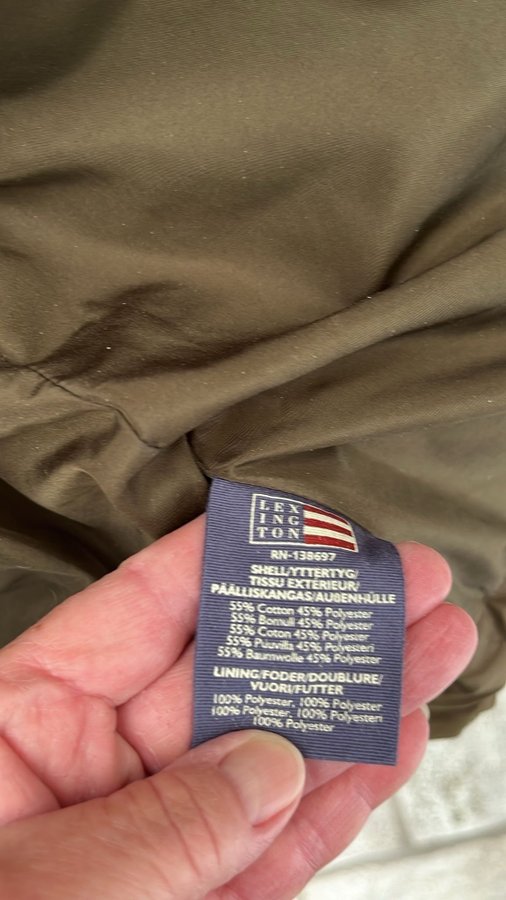 LEX
ING
TON
RN-138697
SHELL/YTTERTYG/
TISSU EXTÉRIEUR/
PÄÄLLISKANGAS/AUßENHÜLLE
55% Cotton 45% Polyester
55% Bomull 45% Polyester
55% Coton 45% Polyester
55% Puuvilla 45% Polyesteri
55% Baumwolle 45% Polyester
LINING/FODER/DOUBLURE/
VUORI/FUTTER
100% Polyester, 100% Polyester
100% Polyester, 100% Polyesteri
100% Polyester